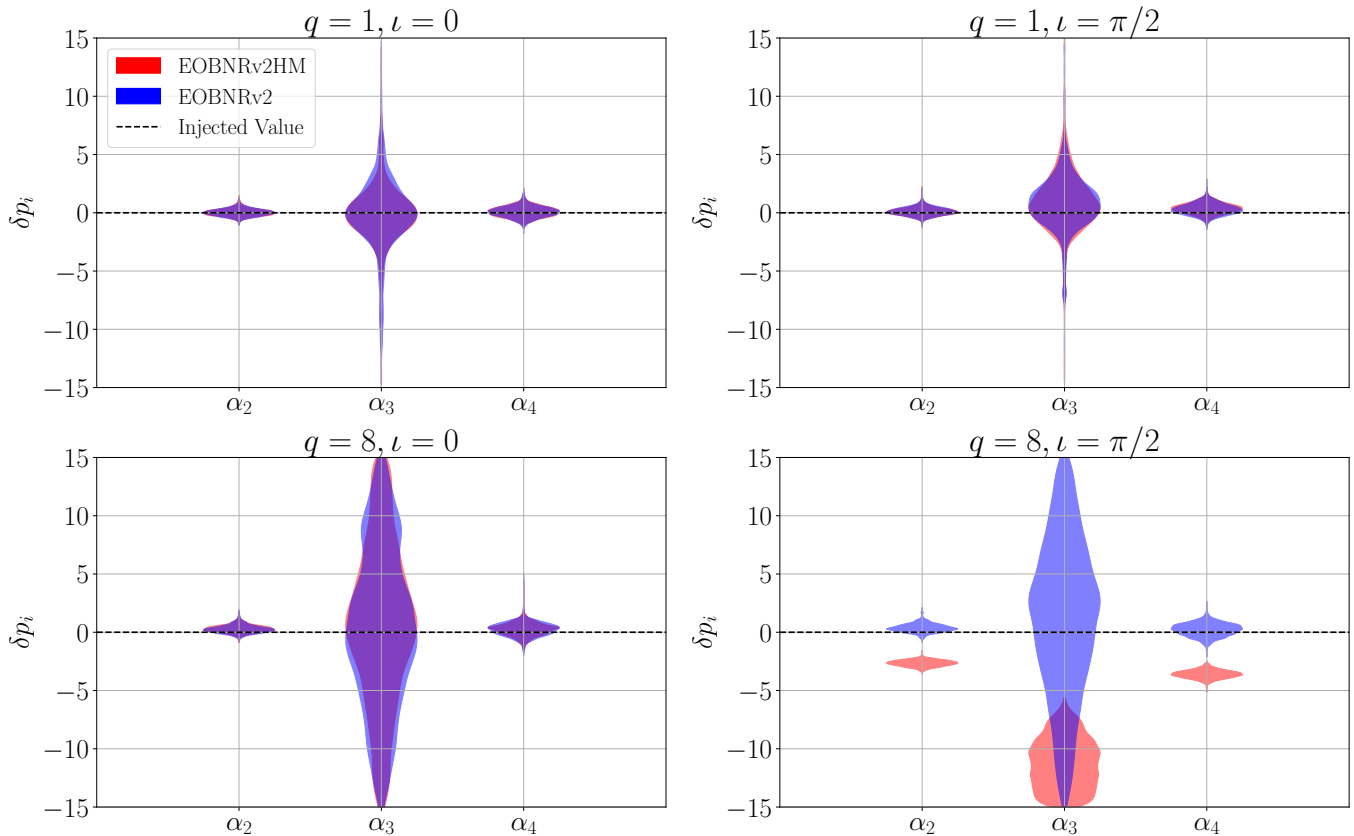 q = 1, ι = 0
15
10
5
0
−5
−10
−15
δp_i
EOBNRv2HM
EOBNRv2
Injected Value
α_2
α_3
α_4
q = 1, ι = π/2
15
10
5
0
−5
−10
−15
δp_i
α_2
α_3
α_4
q = 8, ι = 0
15
10
5
0
−5
−10
−15
δp_i
α_2
α_3
α_4
q = 8, ι = π/2
15
10
5
0
−5
−10
−15
δp_i
α_2
α_3
α_4